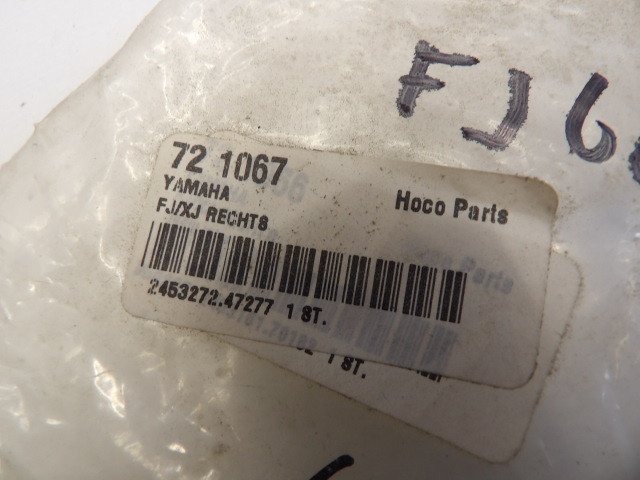 FJ6
72 1067
YAMAHA
Hoco Parts
FJ/XJ RECHTS
2453272.47277 1 ST.
1 ST.